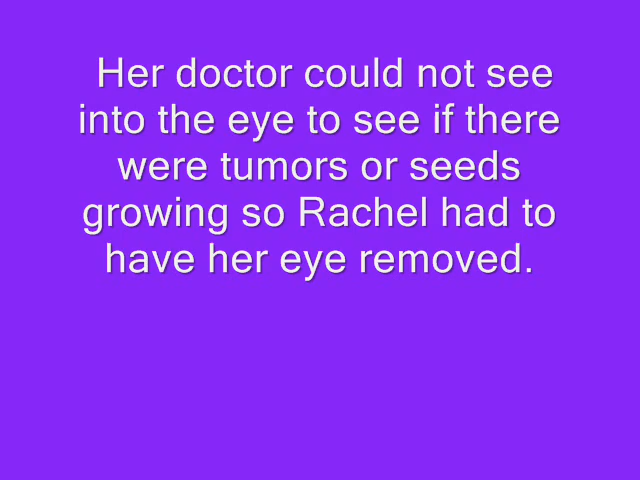 Her doctor could not see
into the eye to see if there
were tumors or seeds
growing so Rachel had to
have her eye removed.